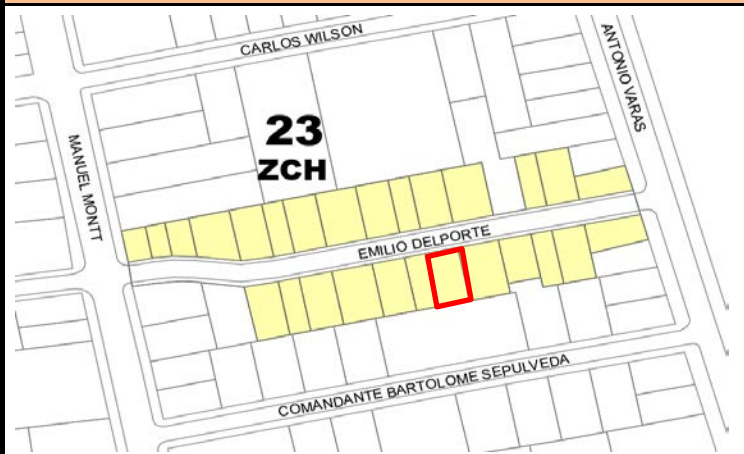 CARLOS WILSON
ANTONIO VARAS
23
ZCH
MANUEL MONTT
EMILIO DELPORTE
COMANDANTE BARTOLOME SEPULVEDA